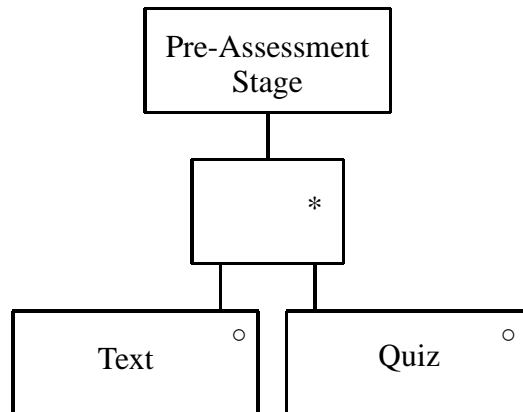 Pre-Assessment
Stage
*
Text ○
Quiz ○